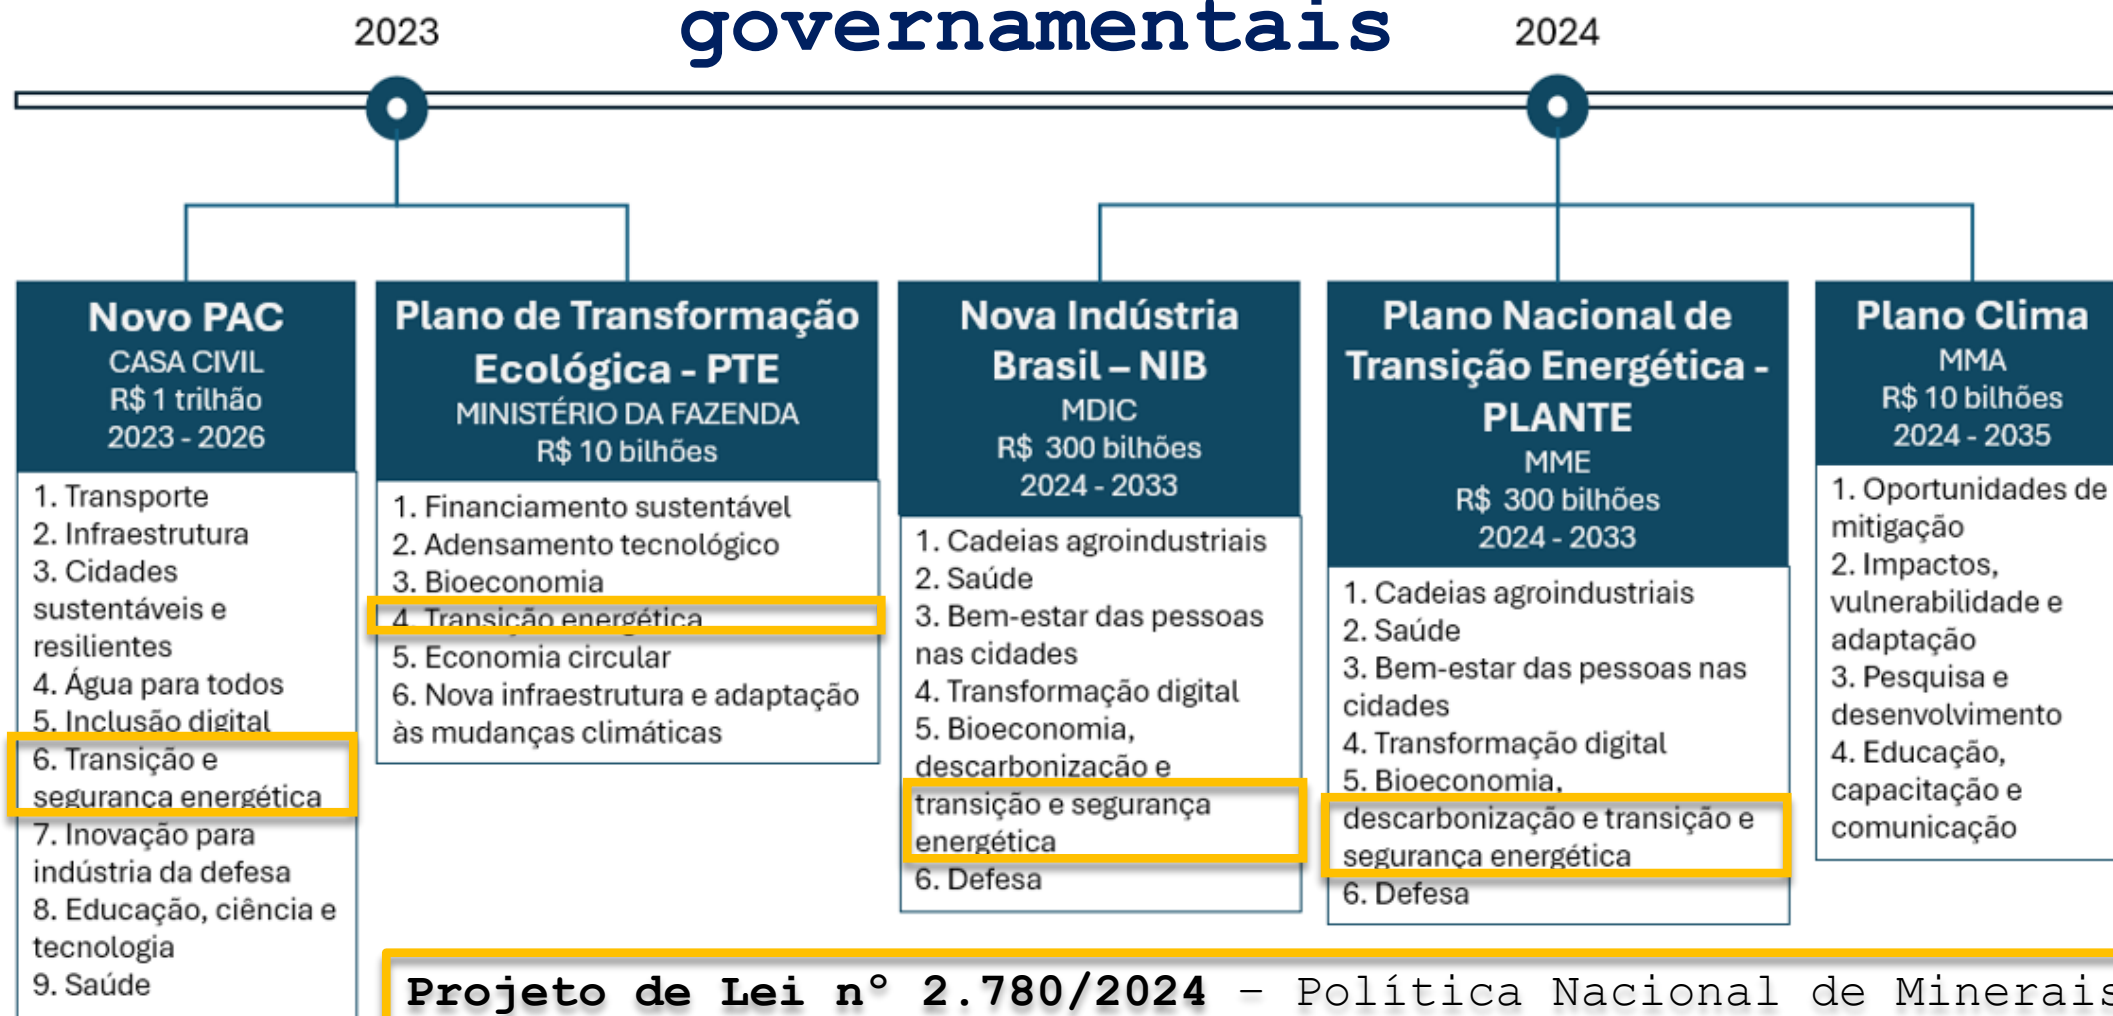 governamentais
2023
2024
Novo PAC
CASA CIVIL
R$ 1 trilhão
2023 - 2026
1. Transporte
2. Infraestrutura
3. Cidades
sustentáveis e
resilientes
4. Água para todos
5. Inclusão digital
6. Transição e
segurança energética
7. Inovação para
indústria da defesa
8. Educação, ciência e
tecnologia
9. Saúde
Plano de Transformação
Ecológica - PTE
MINISTÉRIO DA FAZENDA
R$ 10 bilhões
1. Financiamento sustentável
2. Adensamento tecnológico
3. Bioeconomia
4. Transição energética
5. Economia circular
6. Nova infraestrutura e adaptação
às mudanças climáticas
Nova Indústria
Brasil – NIB
MDIC
R$ 300 bilhões
2024 - 2033
1. Cadeias agroindustriais
2. Saúde
3. Bem-estar das pessoas
nas cidades
4. Transformação digital
5. Bioeconomia,
descarbonização e
transição e segurança
energética
6. Defesa
Plano Nacional de
Transição Energética -
PLANTE
MME
R$ 300 bilhões
2024 - 2033
1. Cadeias agroindustriais
2. Saúde
3. Bem-estar das pessoas nas
cidades
4. Transformação digital
5. Bioeconomia,
descarbonização e transição e
segurança energética
6. Defesa
Plano Clima
MMA
R$ 10 bilhões
2024 - 2035
1. Oportunidades de
mitigação
2. Impactos,
vulnerabilidade e
adaptação
3. Pesquisa e
desenvolvimento
4. Educação,
capacitação e
comunicação
Projeto de Lei nº 2.780/2024 – Política Nacional de Minerais